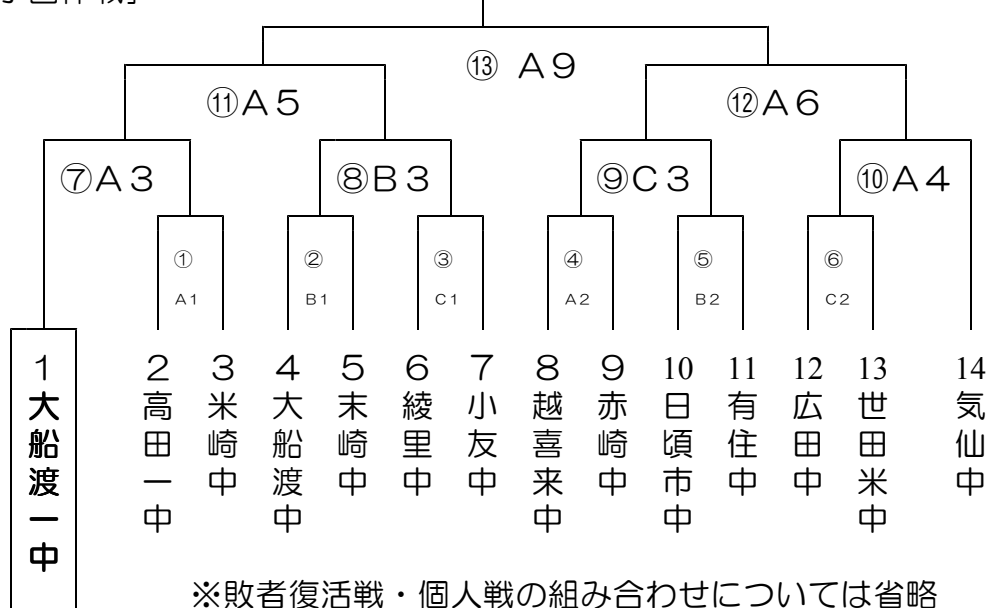 ⑬ A9
⑪A5
⑫A6
⑦A3
⑧B3
⑨C3
⑩A4
①
②
③
④
⑤
⑥
A1
B1
C1
A2
B2
C2
1 大船渡一中
2 高田一中
3 米崎中
4 大船渡中
5 末崎中
6 綾里中
7 小友中
8 越喜来中
9 赤崎中
10 日頃市中
11 有住中
12 広田中
13 世田米中
14 気仙中
※敗者復活戦・個人戦の組み合わせについては省略